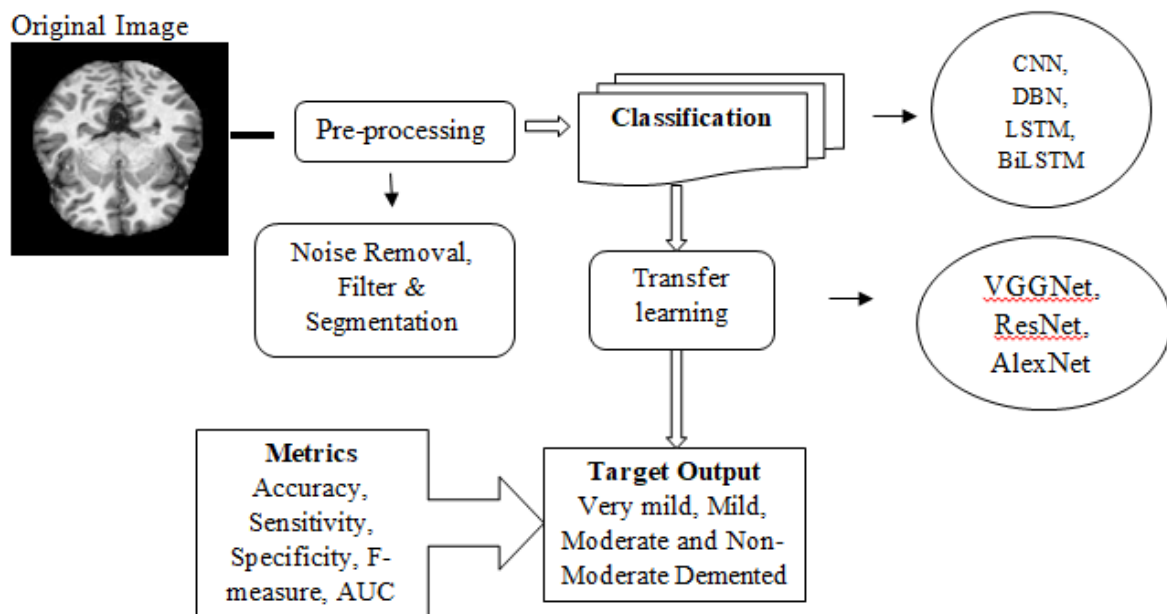 Original Image
Pre-processing
Classification
CNN,
DBN,
LSTM,
BiLSTM
Noise Removal,
Filter &
Segmentation
Transfer
learning
VGGNet,
ResNet,
AlexNet
Metrics
Accuracy,
Sensitivity,
Specificity, F-
measure, AUC
Target Output
Very mild, Mild,
Moderate and Non-
Moderate Demented